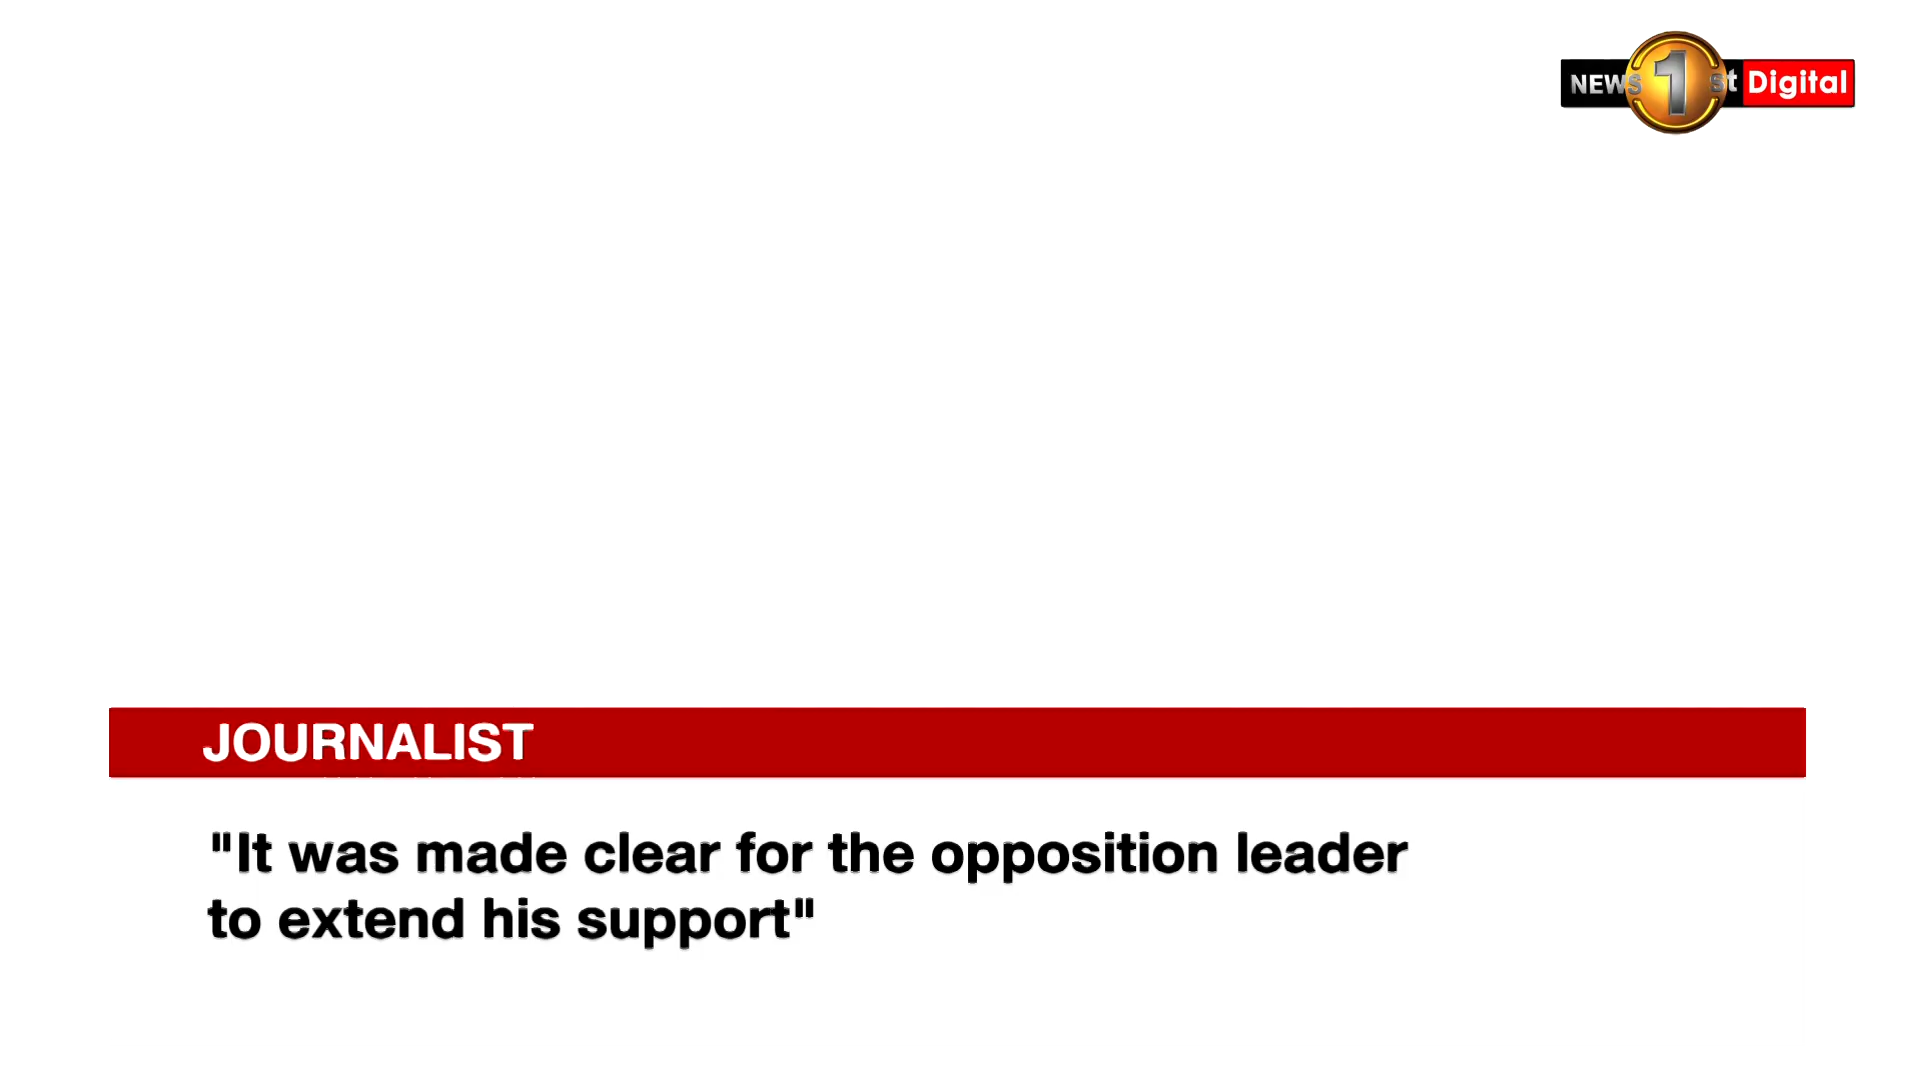 NEWS 1st Digital
JOURNALIST
"It was made clear for the opposition leader
to extend his support"